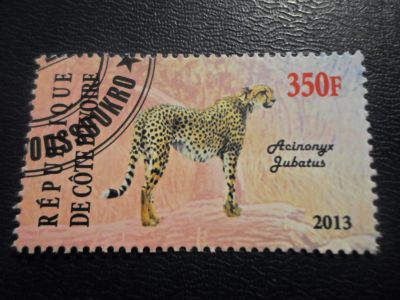 RÉPUBLIQUE
DE CÔTE D'IVOIRE
350F
Acinonyx
Jubatus
2013